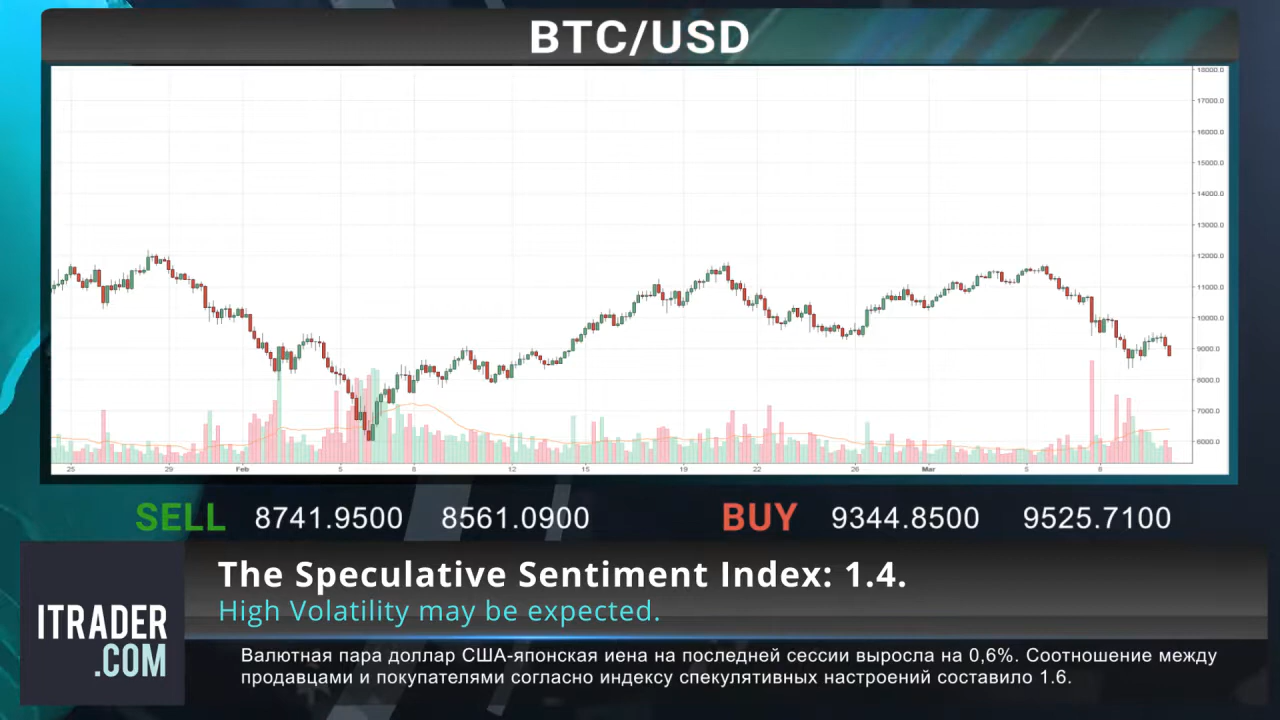 BTC/USD
18000.0
17000.0
16000.0
15000.0
14000.0
13000.0
12000.0
11000.0
10000.0
9000.0
8000.0
7000.0
6000.0
25 29 Feb 5 8 12 15 19 22 26 Mar 5 8
SELL 8741.9500 8561.0900 BUY 9344.8500 9525.7100
The Speculative Sentiment Index: 1.4.
High Volatility may be expected.
ITRADER
.COM
Валютная пара доллар США-японская иена на последней сессии выросла на 0,6%. Соотношение между
продавцами и покупателями согласно индексу спекулятивных настроений составило 1.6.